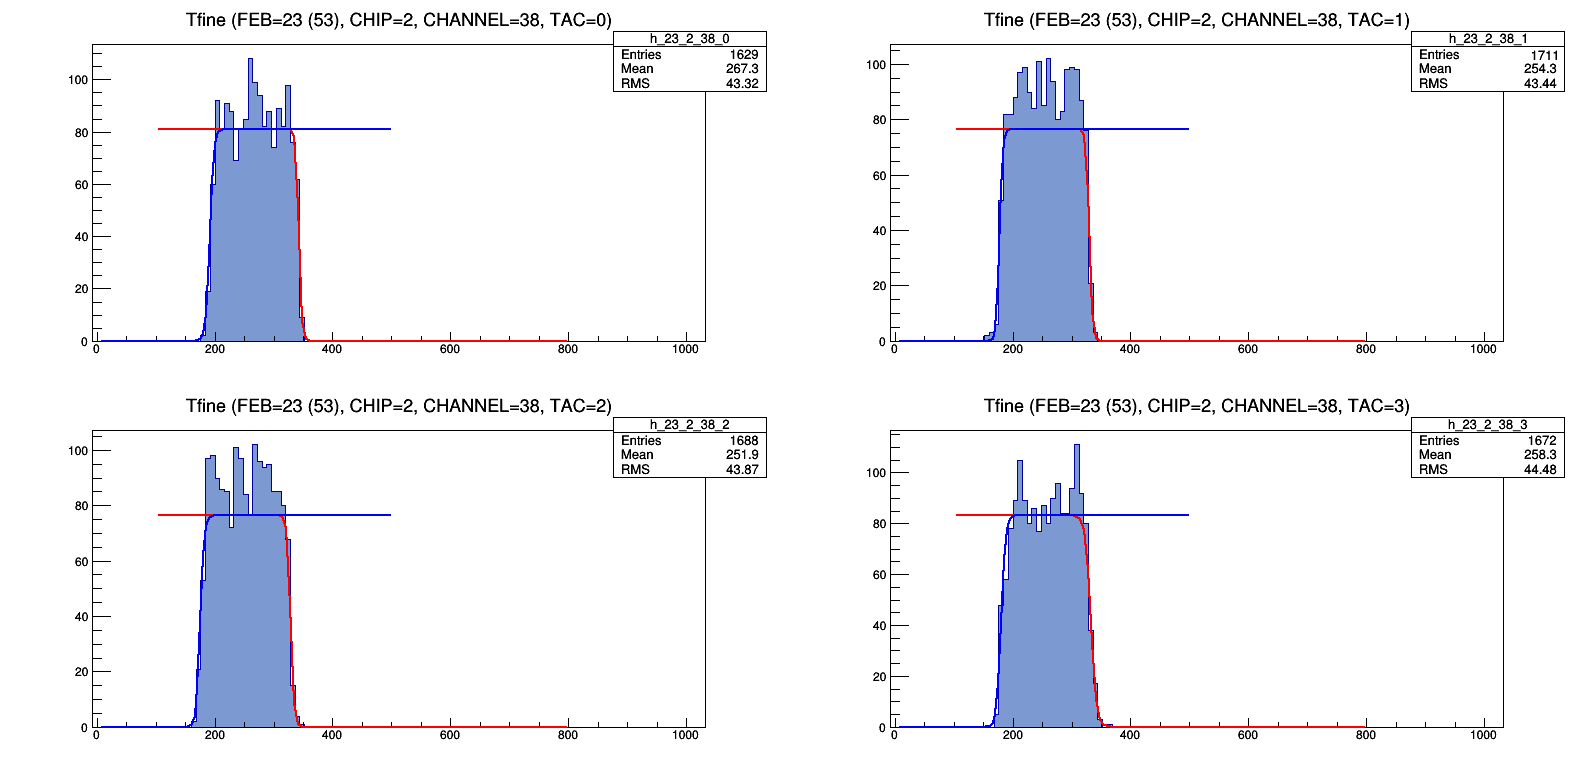 Tfine (FEB=23 (53), CHIP=2, CHANNEL=38, TAC=0)
h_23_2_38_0
Entries 1629
Mean 267.3
RMS 43.32
100
80
60
40
20
0
0 200 400 600 800 1000
Tfine (FEB=23 (53), CHIP=2, CHANNEL=38, TAC=1)
h_23_2_38_1
Entries 1711
Mean 254.3
RMS 43.44
100
80
60
40
20
0
0 200 400 600 800 1000
Tfine (FEB=23 (53), CHIP=2, CHANNEL=38, TAC=2)
h_23_2_38_2
Entries 1688
Mean 251.9
RMS 43.87
100
80
60
40
20
0
0 200 400 600 800 1000
Tfine (FEB=23 (53), CHIP=2, CHANNEL=38, TAC=3)
h_23_2_38_3
Entries 1672
Mean 258.3
RMS 44.48
100
80
60
40
20
0
0 200 400 600 800 1000